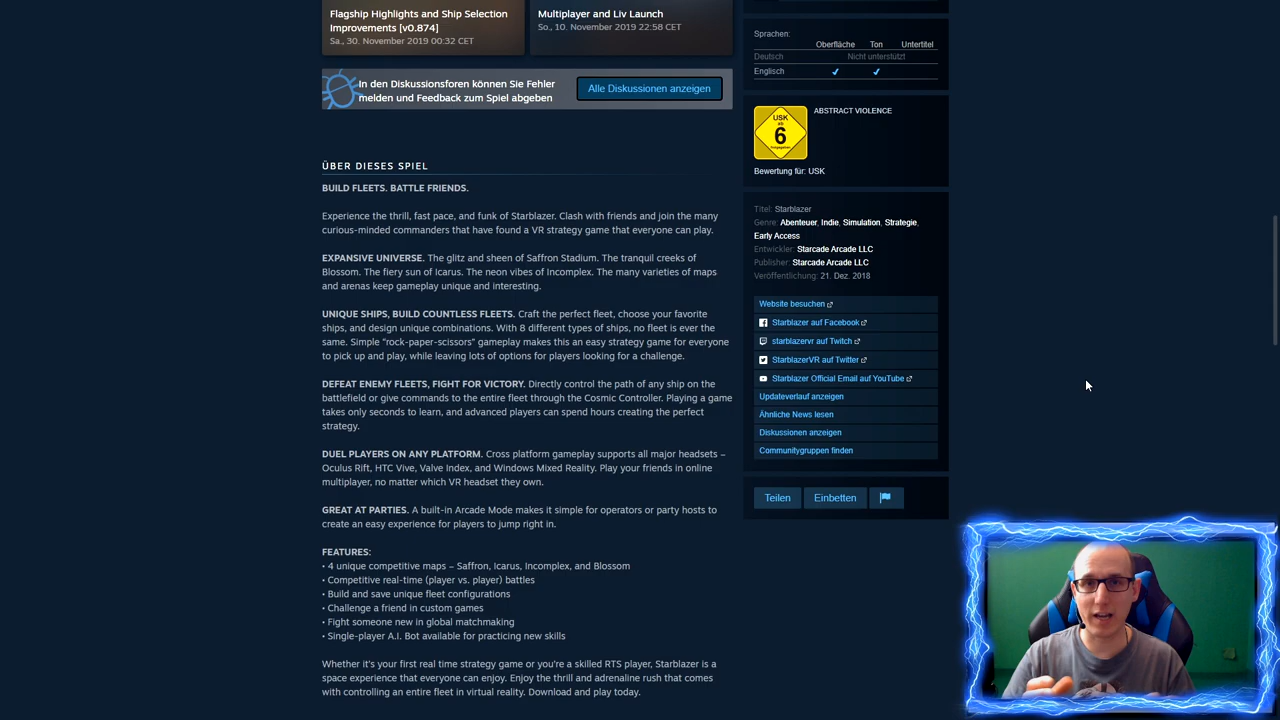 Flagship Highlights and Ship Selection
Improvements [v0.874]
Sa., 30. November 2019 00:32 CET
Multiplayer and Liv Launch
So., 10. November 2019 22:58 CET
In den Diskussionsforen können Sie Fehler
melden und Feedback zum Spiel abgeben
Alle Diskussionen anzeigen
ÜBER DIESES SPIEL
BUILD FLEETS. BATTLE FRIENDS.
Experience the thrill, fast pace, and funk of Starblazer. Clash with friends and join the many
curious-minded commanders that have found a VR strategy game that everyone can play.
EXPANSIVE UNIVERSE. The glitz and sheen of Saffron Stadium. The tranquil creeks of
Blossom. The fiery sun of Icarus. The neon vibes of Incomplex. The many varieties of maps
and arenas keep gameplay unique and interesting.
UNIQUE SHIPS, BUILD COUNTLESS FLEETS. Craft the perfect fleet, choose your favorite
ships, and design unique combinations. With 8 different types of ships, no fleet is ever the
same. Simple "rock-paper-scissors" gameplay makes this an easy strategy game for everyone
to pick up and play, while leaving lots of options for players looking for a challenge.
DEFEAT ENEMY FLEETS, FIGHT FOR VICTORY. Directly control the path of any ship on the
battlefield or give commands to the entire fleet through the Cosmic Controller. Playing a game
takes only seconds to learn, and advanced players can spend hours creating the perfect
strategy.
DUEL PLAYERS ON ANY PLATFORM. Cross platform gameplay supports all major headsets –
Oculus Rift, HTC Vive, Valve Index, and Windows Mixed Reality. Play your friends in online
multiplayer, no matter which VR headset they own.
GREAT AT PARTIES. A built-in Arcade Mode makes it simple for operators or party hosts to
create an easy experience for players to jump right in.
FEATURES:
• 4 unique competitive maps – Saffron, Icarus, Incomplex, and Blossom
• Competitive real-time (player vs. player) battles
• Build and save unique fleet configurations
• Challenge a friend in custom games
• Fight someone new in global matchmaking
• Single-player A.I. Bot available for practicing new skills
Whether it's your first real time strategy game or you're a skilled RTS player, Starblazer is a
space experience that everyone can enjoy. Enjoy the thrill and adrenaline rush that comes
with controlling an entire fleet in virtual reality. Download and play today.
Sprachen:
Oberfläche Ton Untertitel
Deutsch Nicht unterstützt
Englisch ✔ ✔
USK
ab
6
ABSTRACT VIOLENCE
Bewertung für: USK
Titel: Starblazer
Genre: Abenteuer, Indie, Simulation, Strategie,
Early Access
Entwickler: Starcade Arcade LLC
Publisher: Starcade Arcade LLC
Veröffentlichung: 21. Dez. 2018
Website besuchen
Starblazer auf Facebook
starblazervr auf Twitch
StarblazerVR auf Twitter
Starblazer Official Email auf YouTube
Updateverlauf anzeigen
Ähnliche News lesen
Diskussionen anzeigen
Communitygruppen finden
Teilen
Einbetten